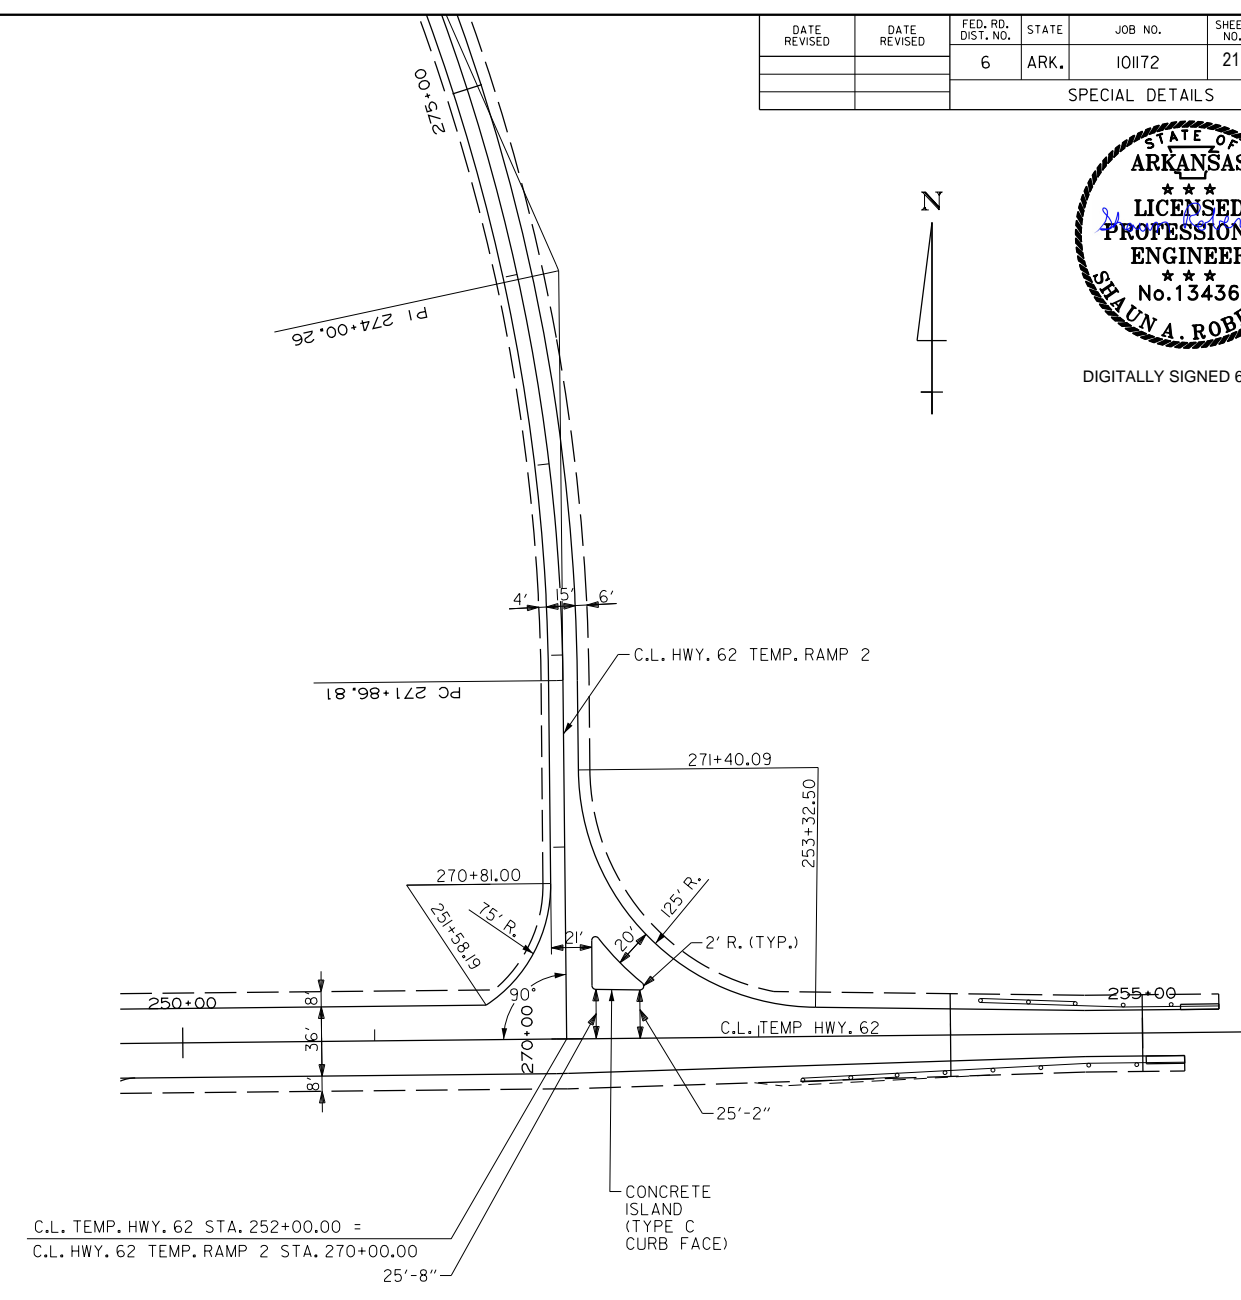 DATE REVISED
DATE REVISED
FED. RD. DIST. NO.
STATE
JOB NO.
6
ARK.
101172
21
SPECIAL DETAILS
STATE OF
ARKANSAS
LICENSED
ENGINEER
No.13436
SHAUN A.
DIGITALLY SIGNED 6
N
275+00
PI 274+00.26
4'
15'
6'
C.L. HWY. 62 TEMP. RAMP 2
PC 271+86.81
271+40.09
253+32.50
270+81.00
251+58.19
75' R.
125' R.
21'
20'
2' R. (TYP.)
90°
250+00
255+00
8'
36'
8'
270+00
C.L. TEMP HWY. 62
25'-2"
CONCRETE
ISLAND
(TYPE C
CURB FACE)
C.L. TEMP. HWY. 62 STA. 252+00.00 =
C.L. HWY. 62 TEMP. RAMP 2 STA. 270+00.00
25'-8"